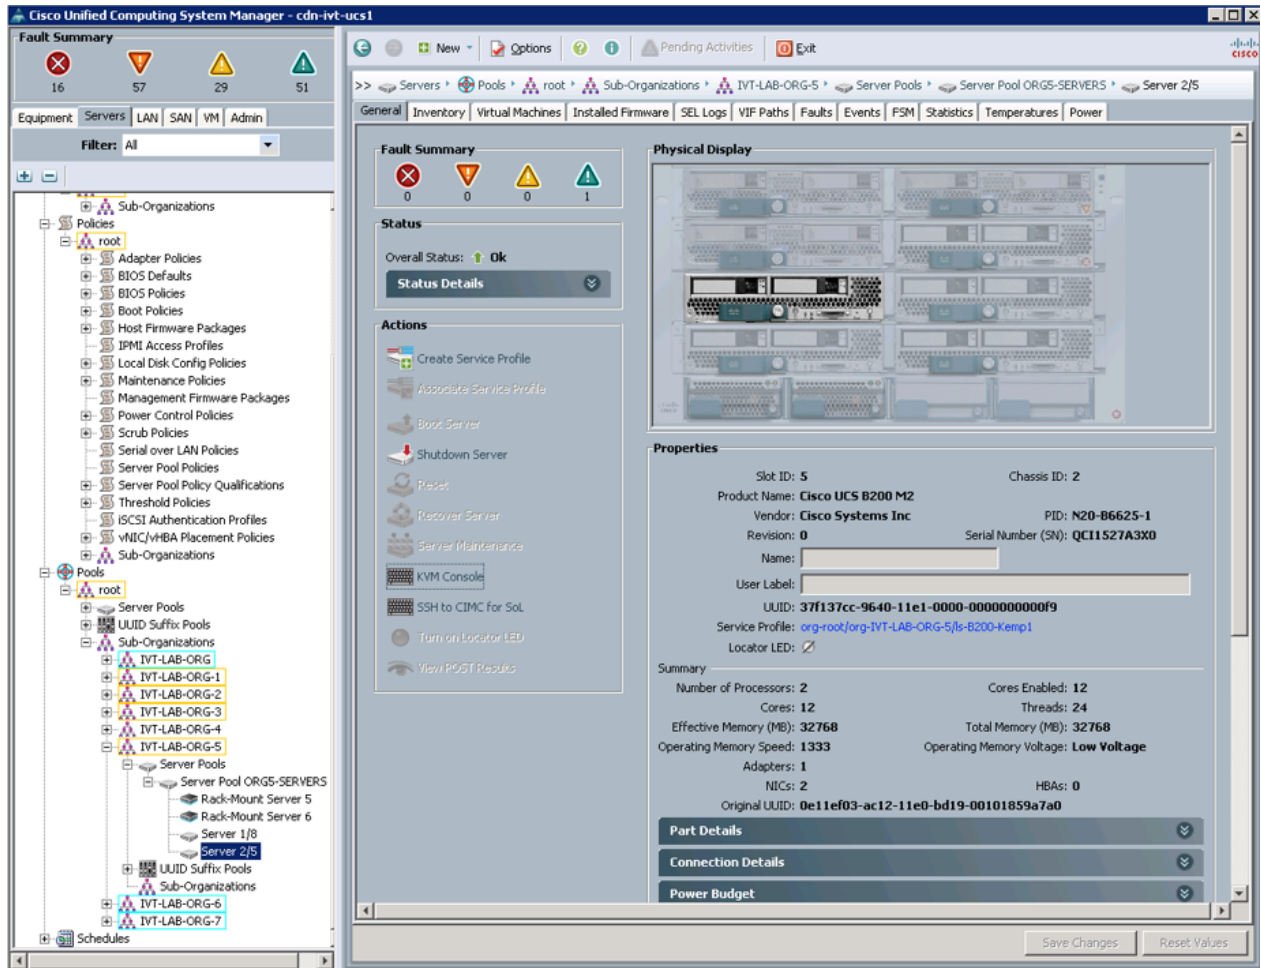 Cisco Unified Computing System Manager - cdn-ivt-ucs1
Fault Summary
16 57 29 51
Equipment Servers LAN SAN VM Admin
Filter: All
Sub-Organizations
Policies
root
Adapter Policies
BIOS Defaults
BIOS Policies
Boot Policies
Host Firmware Packages
IPMI Access Profiles
Local Disk Config Policies
Maintenance Policies
Management Firmware Packages
Power Control Policies
Scrub Policies
Serial over LAN Policies
Server Pool Policies
Server Pool Policy Qualifications
Threshold Policies
iSCSI Authentication Profiles
vNIC/vHBA Placement Policies
Sub-Organizations
Pools
root
Server Pools
UUID Suffix Pools
Sub-Organizations
IVT-LAB-ORG
IVT-LAB-ORG-1
IVT-LAB-ORG-2
IVT-LAB-ORG-3
IVT-LAB-ORG-4
IVT-LAB-ORG-5
Server Pools
Server Pool ORG5-SERVERS
Rack-Mount Server 5
Rack-Mount Server 6
Server 1/8
Server 2/5
UUID Suffix Pools
Sub-Organizations
IVT-LAB-ORG-6
IVT-LAB-ORG-7
Schedules
New Options Pending Activities Exit
CISCO
>> Servers Pools root Sub-Organizations IVT-LAB-ORG-5 Server Pools Server Pool ORG5-SERVERS Server 2/5
General Inventory Virtual Machines Installed Firmware SEL Logs VIF Paths Faults Events FSM Statistics Temperatures Power
Fault Summary
0 0 0 1
Status
Overall Status: Ok
Status Details
Actions
Create Service Profile
Associate Service Profile
Boot Server
Shutdown Server
Reset
Recover Server
Server Maintenance
KVM Console
SSH to CIMC for SoL
Turn on Locator LED
View POST Results
Physical Display
Properties
Slot ID: 5 Chassis ID: 2
Product Name: Cisco UCS B200 M2
Vendor: Cisco Systems Inc PID: N20-B6625-1
Revision: 0 Serial Number (SN): QCI1527A3X0
Name:
User Label:
UUID: 37f137cc-9640-11e1-0000-0000000000f9
Service Profile: org-root/org-IVT-LAB-ORG-5/ls-B200-Kemp1
Locator LED:
Summary
Number of Processors: 2 Cores Enabled: 12
Cores: 12 Threads: 24
Effective Memory (MB): 32768 Total Memory (MB): 32768
Operating Memory Speed: 1333 Operating Memory Voltage: Low Voltage
Adapters: 1
NICs: 2 HBAs: 0
Original UUID: 0e11ef03-ac12-11e0-bd19-00101859a7a0
Part Details
Connection Details
Power Budget
Save Changes Reset Values